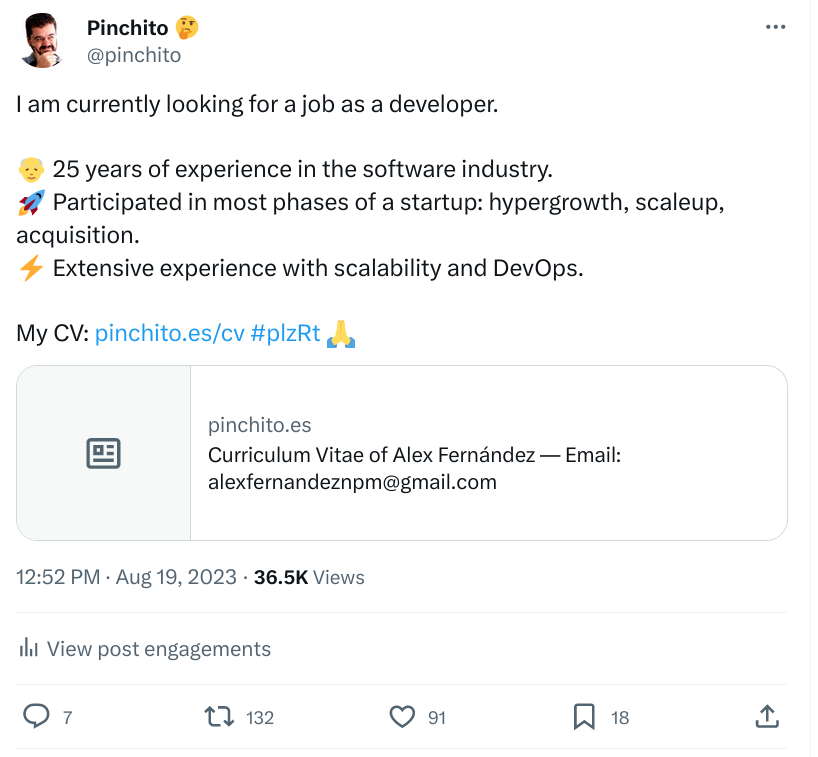 Pinchito 🤔
@pinchito
I am currently looking for a job as a developer.
👴 25 years of experience in the software industry.
🚀 Participated in most phases of a startup: hypergrowth, scaleup,
acquisition.
⚡ Extensive experience with scalability and DevOps.
My CV: pinchito.es/cv #plzRt 🙏
pinchito.es
Curriculum Vitae of Alex Fernández — Email:
alexfernandeznpm@gmail.com
12:52 PM · Aug 19, 2023 · 36.5K Views
View post engagements
7 132 91 18